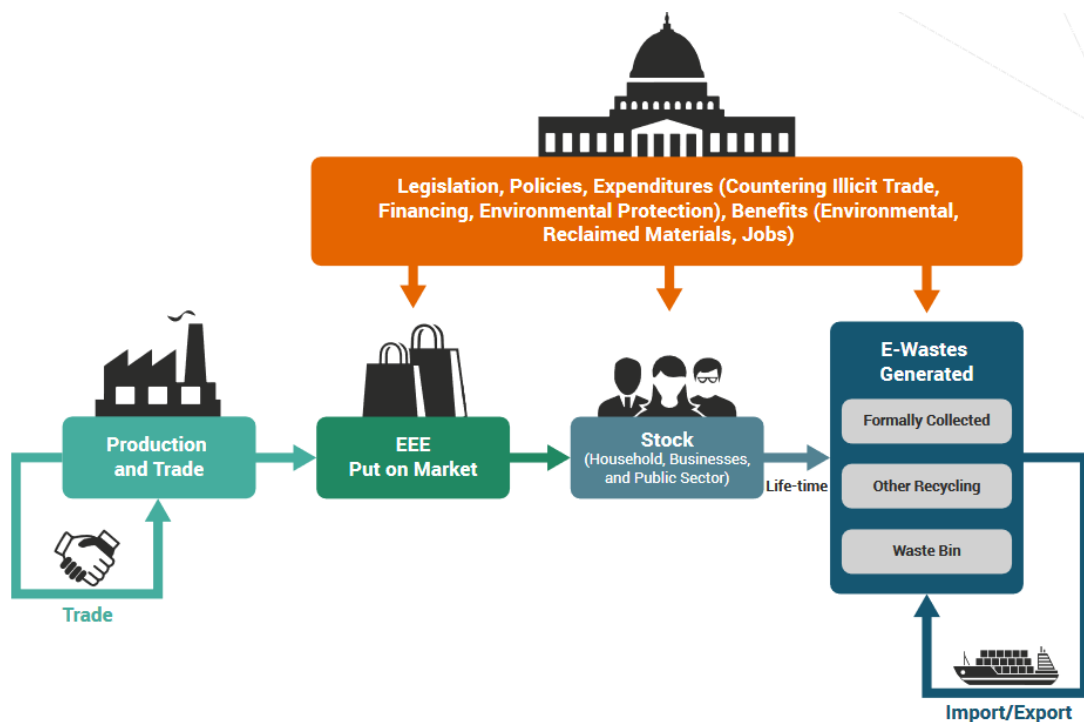 Legislation, Policies, Expenditures (Countering Illicit Trade,
Financing, Environmental Protection), Benefits (Environmental,
Reclaimed Materials, Jobs)
Production
and Trade
EEE
Put on Market
Stock
(Household, Businesses,
and Public Sector)
Life-time
E-Wastes
Generated
Formally Collected
Other Recycling
Waste Bin
Trade
Import/Export